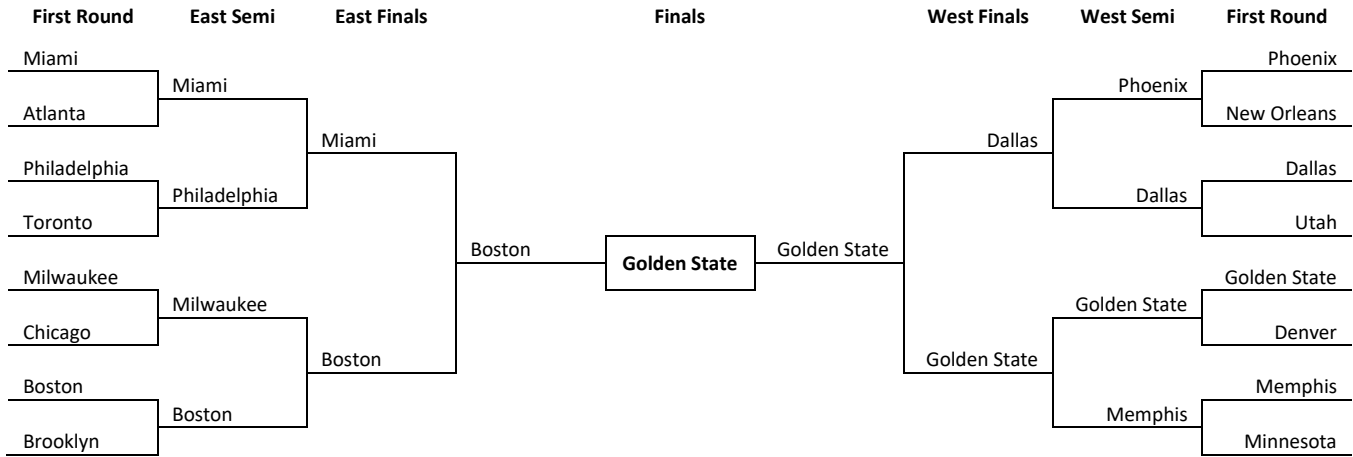 First Round East Semi East Finals Finals West Finals West Semi First Round
Miami Phoenix
Miami Phoenix
Atlanta New Orleans
Miami Dallas
Philadelphia Dallas
Philadelphia Dallas
Toronto Utah
Boston Golden State Golden State
Milwaukee Golden State
Milwaukee Golden State
Chicago Denver
Boston Golden State
Boston Memphis
Boston Memphis
Brooklyn Minnesota